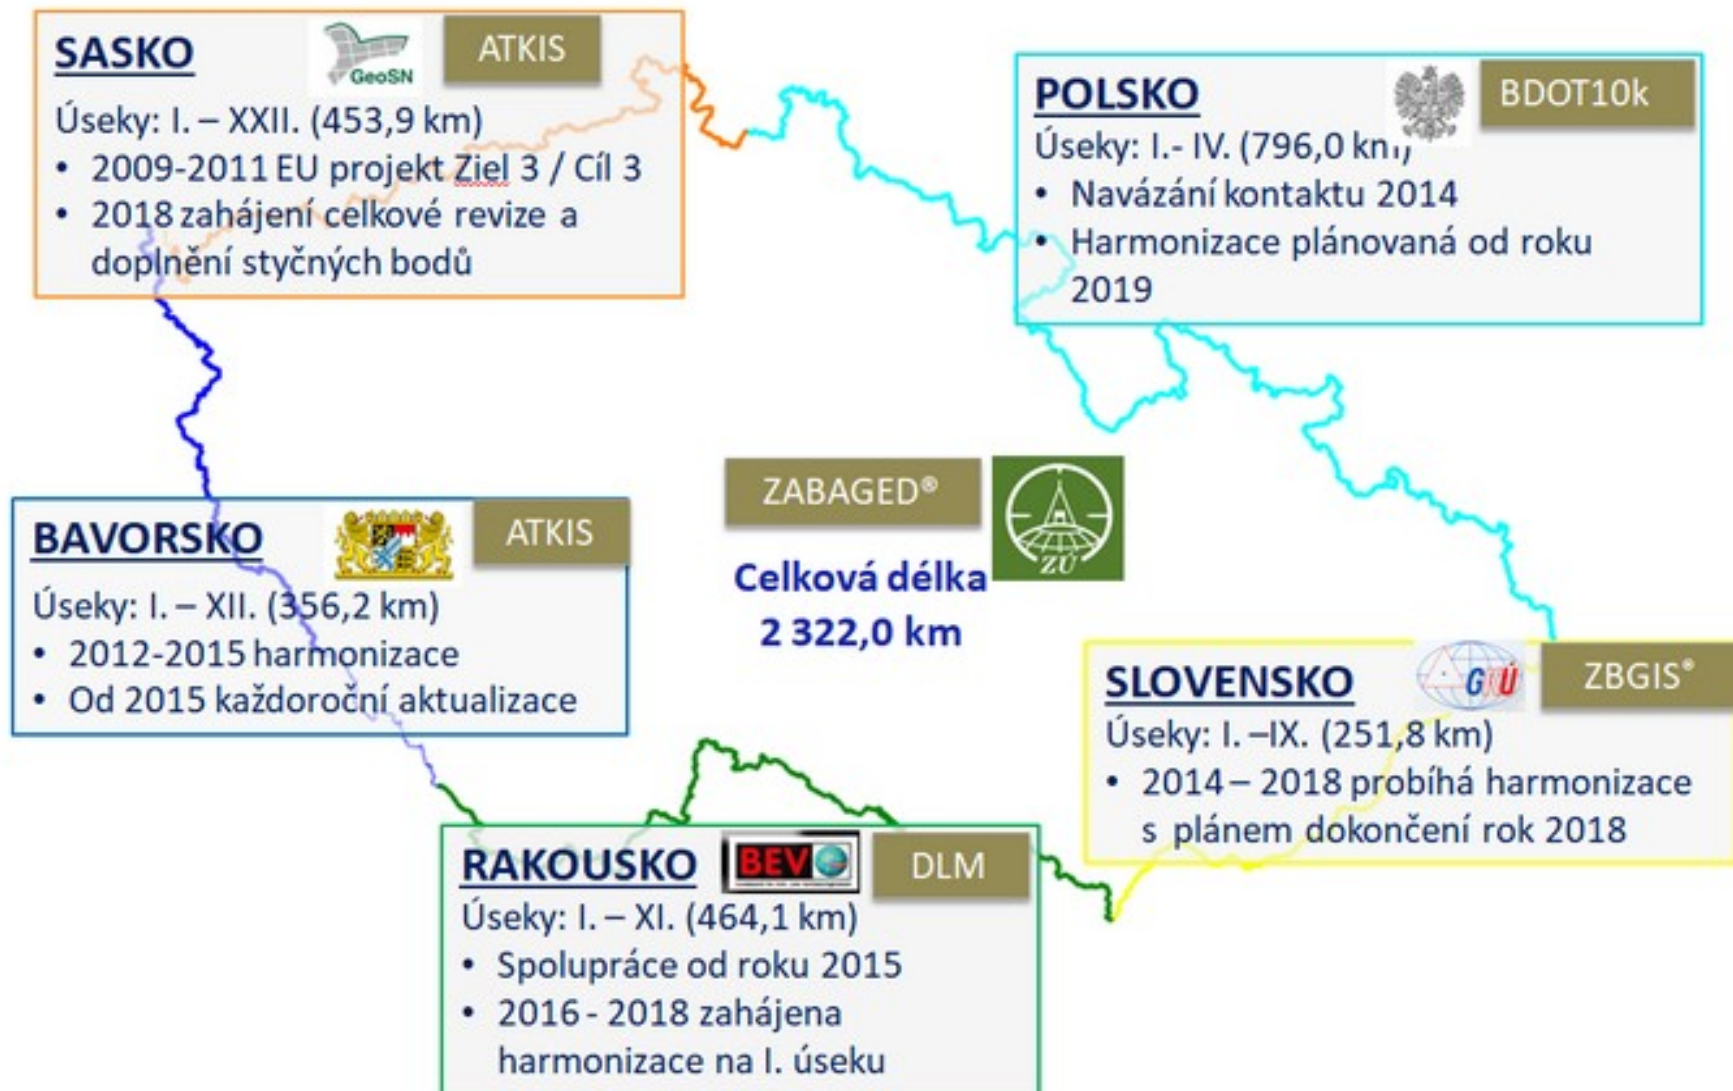 SASKO
GeoSN
ATKIS
Úseky: I. – XXII. (453,9 km)
• 2009-2011 EU projekt Ziel 3 / Cíl 3
• 2018 zahájení celkové revize a
doplnění styčných bodů
POLSKO
BDOT10k
Úseky: I.- IV. (796,0 km)
• Navázání kontaktu 2014
• Harmonizace plánovaná od roku
2019
ZABAGED®
ZÚ
Celková délka
2 322,0 km
BAVORSKO
ATKIS
Úseky: I. – XII. (356,2 km)
• 2012-2015 harmonizace
• Od 2015 každoroční aktualizace
SLOVENSKO
GKÚ
ZBGIS®
Úseky: I. –IX. (251,8 km)
• 2014 – 2018 probíhá harmonizace
s plánem dokončení rok 2018
RAKOUSKO
BEV
DLM
Úseky: I. – XI. (464,1 km)
• Spolupráce od roku 2015
• 2016 - 2018 zahájena
harmonizace na I. úseku